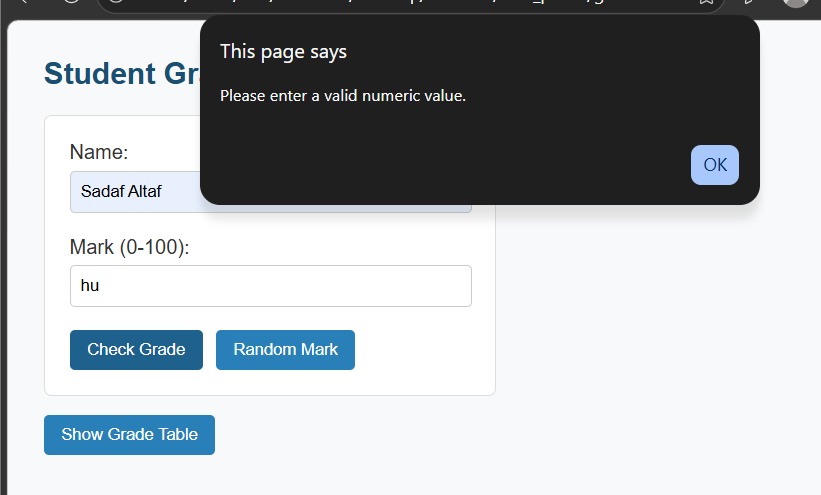 This page says
Please enter a valid numeric value.
OK
Student
Name:
Sadaf Altaf
Mark (0-100):
hu
Check Grade
Random Mark
Show Grade Table